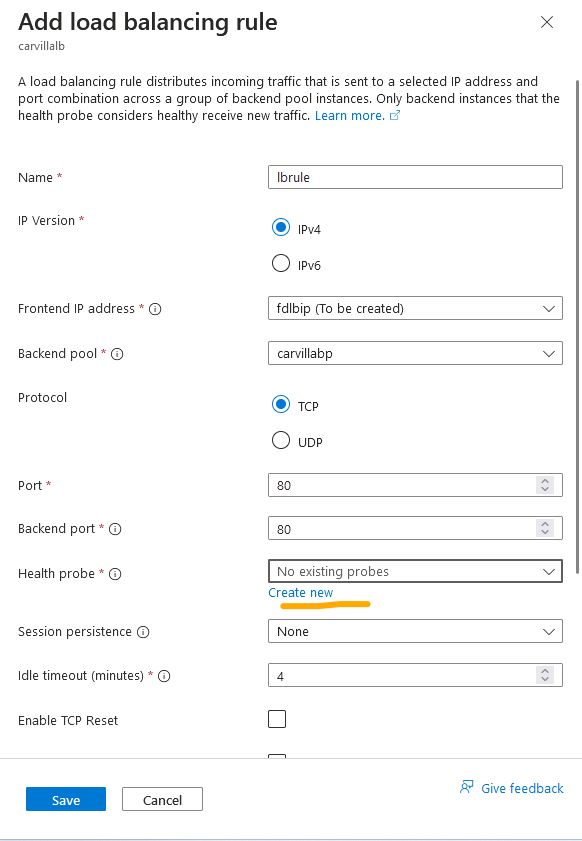 Add load balancing rule
carvillalb
A load balancing rule distributes incoming traffic that is sent to a selected IP address and
port combination across a group of backend pool instances. Only backend instances that the
health probe considers healthy receive new traffic. Learn more.
Name *
lbrule
IP Version *
IPv4
IPv6
Frontend IP address *
fdlbip (To be created)
Backend pool *
carvillabp
Protocol
TCP
UDP
Port *
80
Backend port *
80
Health probe *
No existing probes
Create new
Session persistence
None
Idle timeout (minutes) *
4
Enable TCP Reset
Save
Cancel
Give feedback